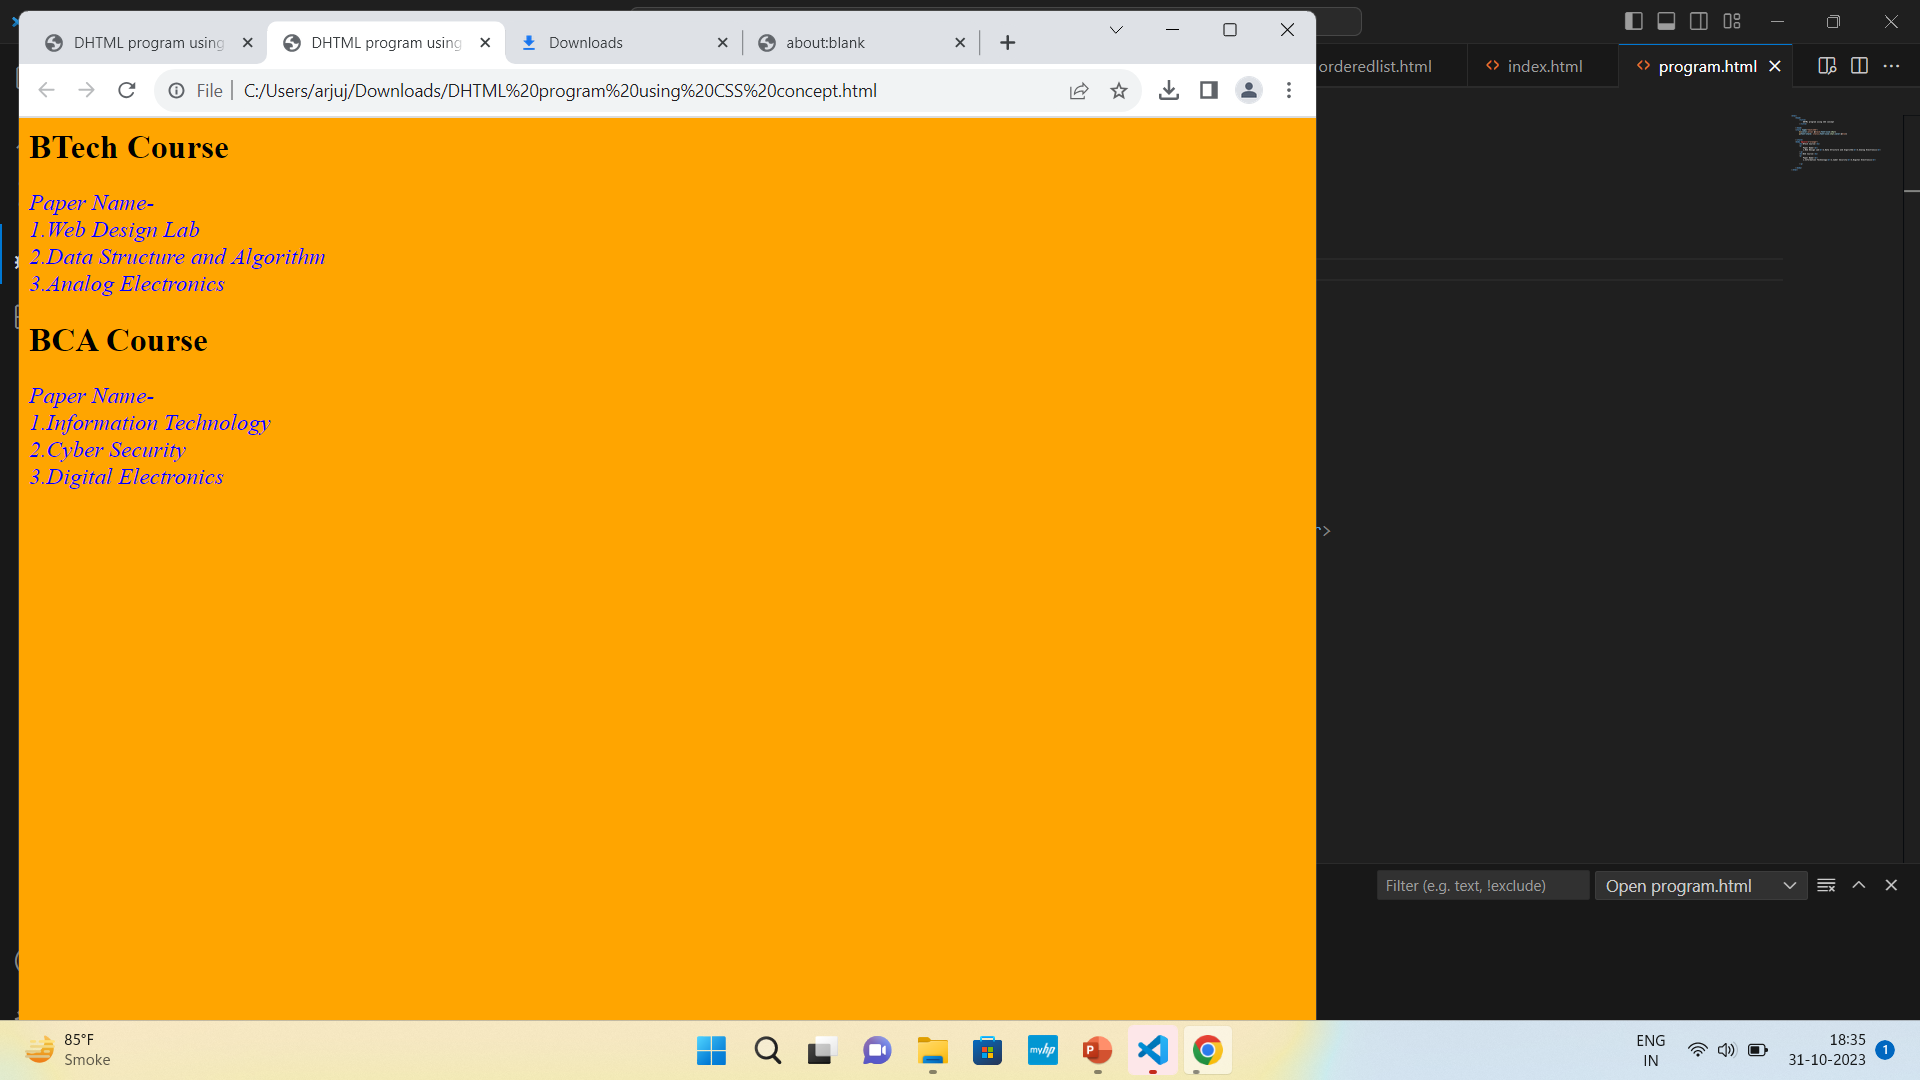 DHTML program using
DHTML program using
Downloads
about:blank
File
C:/Users/arjuj/Downloads/DHTML%20program%20using%20CSS%20concept.html
orderedlist.html
index.html
program.html
BTech Course
Paper Name-
1.Web Design Lab
2.Data Structure and Algorithm
3.Analog Electronics
BCA Course
Paper Name-
1.Information Technology
2.Cyber Security
3.Digital Electronics
Filter (e.g. text, !exclude)
Open program.html
85°F
Smoke
myhp
ENG
IN
18:35
31-10-2023
1